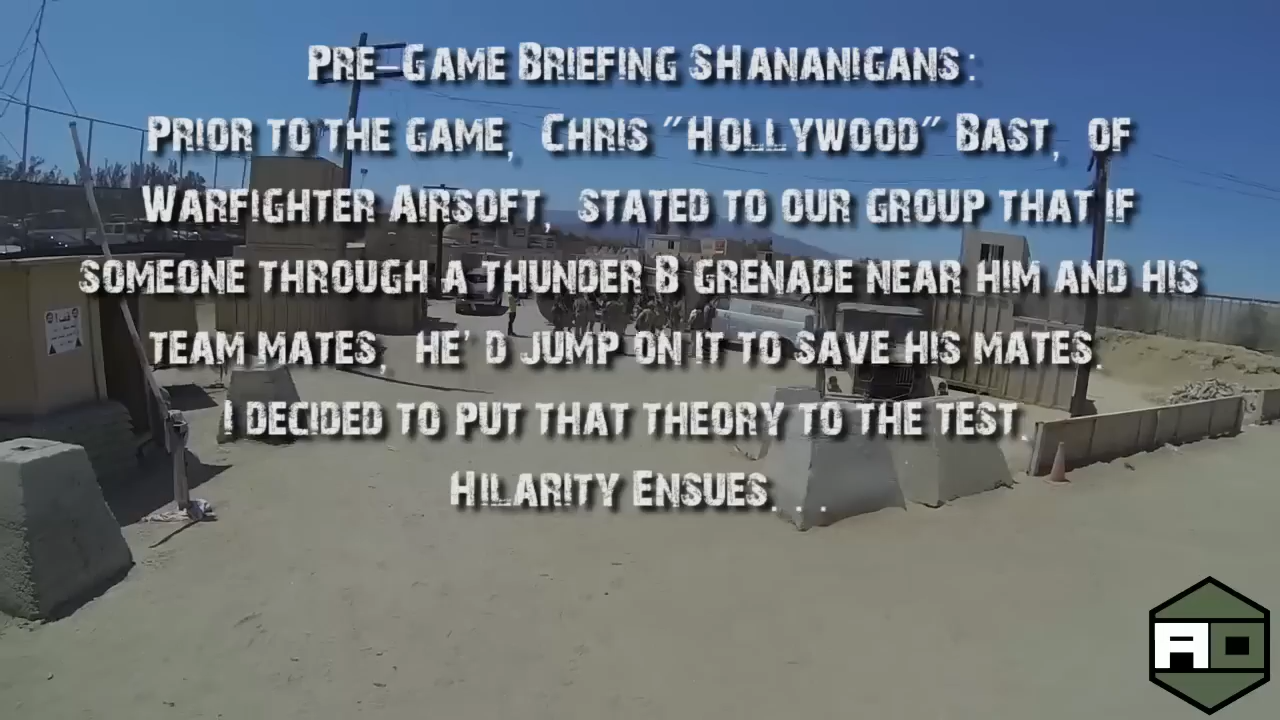 Pre-Game Briefing Shananigans:
Prior to the game, Chris "Hollywood" Bast, of
Warfighter Airsoft, stated to our group that if
someone through a Thunder B grenade near him and his
team mates, he'd jump on it to save his mates.
I decided to put that theory to the test.
Hilarity Ensues...
AO